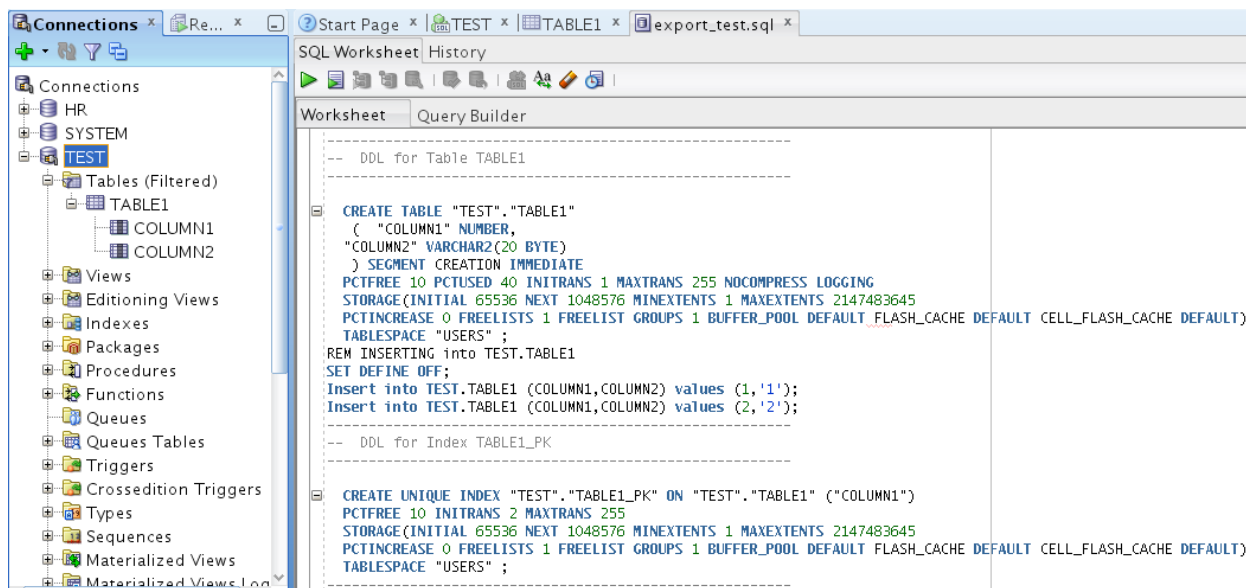 Connections
Re...
Start Page
TEST
TABLE1
export_test.sql
SQL Worksheet History
Worksheet Query Builder
Connections
HR
SYSTEM
TEST
Tables (Filtered)
TABLE1
COLUMN1
COLUMN2
Views
Editioning Views
Indexes
Packages
Procedures
Functions
Queues
Queues Tables
Triggers
Crossedition Triggers
Types
Sequences
Materialized Views
Materialized Views Log
--------------------------------------------------------
-- DDL for Table TABLE1
--------------------------------------------------------
CREATE TABLE "TEST"."TABLE1"
( "COLUMN1" NUMBER,
"COLUMN2" VARCHAR2(20 BYTE)
) SEGMENT CREATION IMMEDIATE
PCTFREE 10 PCTUSED 40 INITRANS 1 MAXTRANS 255 NOCOMPRESS LOGGING
STORAGE(INITIAL 65536 NEXT 1048576 MINEXTENTS 1 MAXEXTENTS 2147483645
PCTINCREASE 0 FREELISTS 1 FREELIST GROUPS 1 BUFFER_POOL DEFAULT FLASH_CACHE DEFAULT CELL_FLASH_CACHE DEFAULT)
TABLESPACE "USERS" ;
REM INSERTING into TEST.TABLE1
SET DEFINE OFF;
Insert into TEST.TABLE1 (COLUMN1,COLUMN2) values (1,'1');
Insert into TEST.TABLE1 (COLUMN1,COLUMN2) values (2,'2');
--------------------------------------------------------
-- DDL for Index TABLE1_PK
--------------------------------------------------------
CREATE UNIQUE INDEX "TEST"."TABLE1_PK" ON "TEST"."TABLE1" ("COLUMN1")
PCTFREE 10 INITRANS 2 MAXTRANS 255
STORAGE(INITIAL 65536 NEXT 1048576 MINEXTENTS 1 MAXEXTENTS 2147483645
PCTINCREASE 0 FREELISTS 1 FREELIST GROUPS 1 BUFFER_POOL DEFAULT FLASH_CACHE DEFAULT CELL_FLASH_CACHE DEFAULT)
TABLESPACE "USERS" ;
--------------------------------------------------------